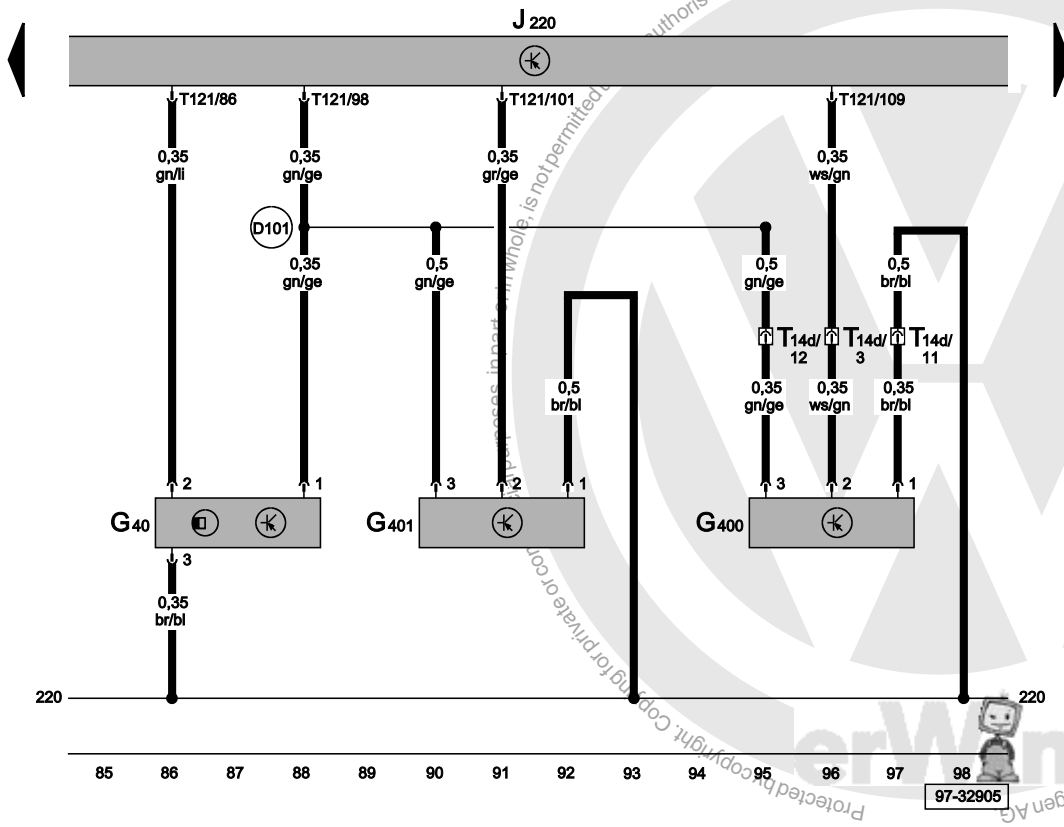 J 220
T121/86 T121/98 T121/101 T121/109
0,35 0,35 0,35 0,35
gn/li gn/ge gr/ge ws/gn
D101
0,35 0,5 0,5 0,5
gn/ge gn/ge gn/ge br/bl
T14d/ T14d/ T14d/
12 3 11
0,5 0,35 0,35 0,35
br/bl gn/ge ws/gn br/bl
2 1 3 2 1 3 2 1
G40 G401 G400
3
0,35
br/bl
220 220
85 86 87 88 89 90 91 92 93 94 95 96 97 98
97-32905
Protected by copyright. Copying for private or
purposes, in part or in whole, is not permitted
authoris
erWin
gen AG